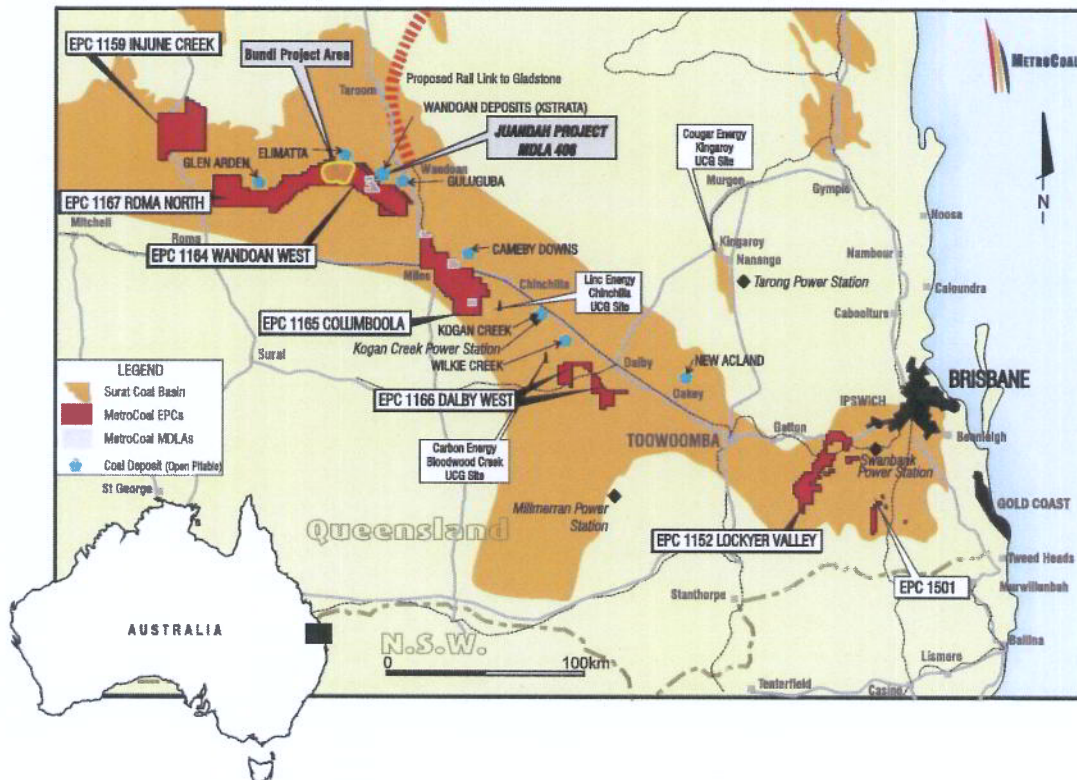 EPC 1159 INJUNE CREEK
Bundi Project Area
Proposed Rail Link to Gladstone
METROCOAL
Taroom
WANDOAN DEPOSITS (XSTRATA)
JUANDAH PROJECT
MDLA 406
ELIMATTA
GLEN ARDEN
Wandoan
GULUGUBA
Cougar Energy
Kingaroy
UCG Site
Murgon
Gympie
N
Noosa
EPC 1167 ROMA NORTH
Mitchell
Roma
EPC 1164 WANDOAN WEST
CAMEBY DOWNS
Miles
Chinchilla
Linc Energy
Chinchilla
UCG Site
Kingaroy
Nanango
Nambour
Tarong Power Station
Caloundra
Caboolture
EPC 1165 COLUMBOOLA
KOGAN CREEK
Kogan Creek Power Station
WILKIE CREEK
Surat
Dalby
NEW ACLAND
Oakey
BRISBANE
IPSWICH
LEGEND
Surat Coal Basin
MetroCoal EPCs
MetroCoal MDLAs
Coal Deposit (Open Pitable)
EPC 1166 DALBY WEST
Carbon Energy
Bloodwood Creek
UCG Site
TOOWOOMBA
Gatton
Beenleigh
Swanbank
Power Station
St George
Millmerran Power
Station
Queensland
GOLD COAST
EPC 1152 LOCKYER VALLEY
Tweed Heads
EPC 1501
Murwillumbah
Stanthorpe
AUSTRALIA
N.S.W.
0
100km
Ballina
Lismore
Tenterfield
Casino